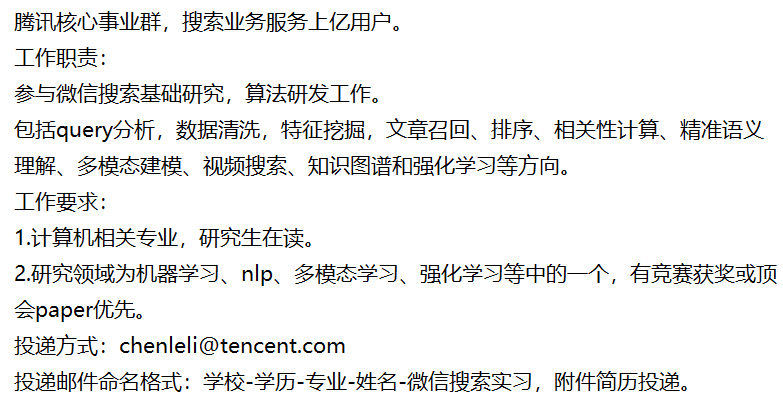 腾讯核心事业群，搜索业务服务上亿用户。
工作职责：
参与微信搜索基础研究，算法研发工作。
包括query分析，数据清洗，特征挖掘，文章召回、排序、相关性计算、精准语义
理解、多模态建模、视频搜索、知识图谱和强化学习等方向。
工作要求：
1.计算机相关专业，研究生在读。
2.研究领域为机器学习、nlp、多模态学习、强化学习等中的一个，有竞赛获奖或顶
会paper优先。
投递方式：chenleli@tencent.com
投递邮件命名格式：学校-学历-专业-姓名-微信搜索实习，附件简历投递。